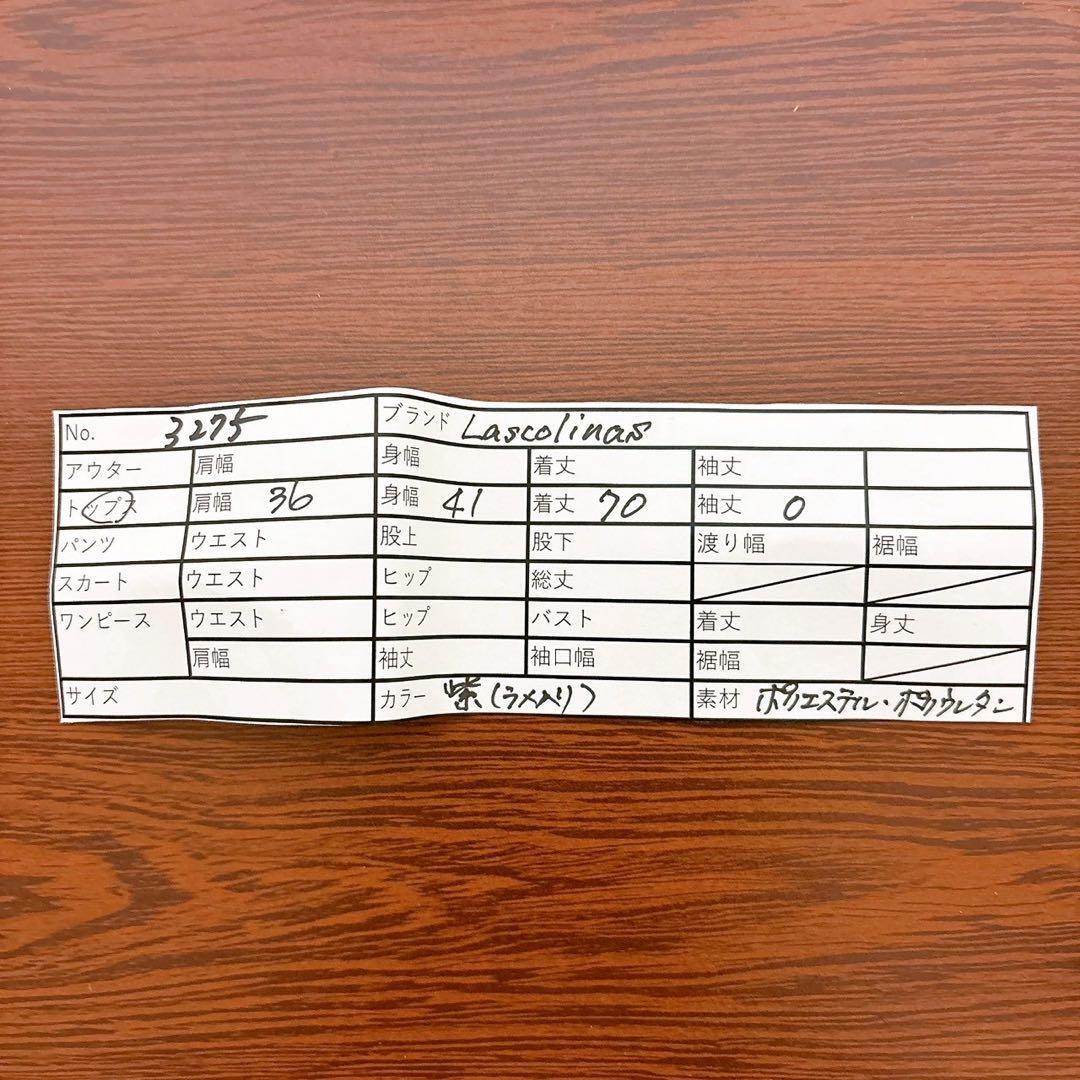 No. 3275 ブランド Lascolinas
アウター 肩幅 身幅 着丈 袖丈
トップス 肩幅 36 身幅 41 着丈 70 袖丈 0
パンツ ウエスト 股上 股下 渡り幅 裾幅
スカート ウエスト ヒップ 総丈
ワンピース ウエスト ヒップ バスト 着丈 身丈
肩幅 袖丈 袖口幅 裾幅
サイズ カラー 紫(ラメ入り) 素材 ポリエステル・ポリウレタン